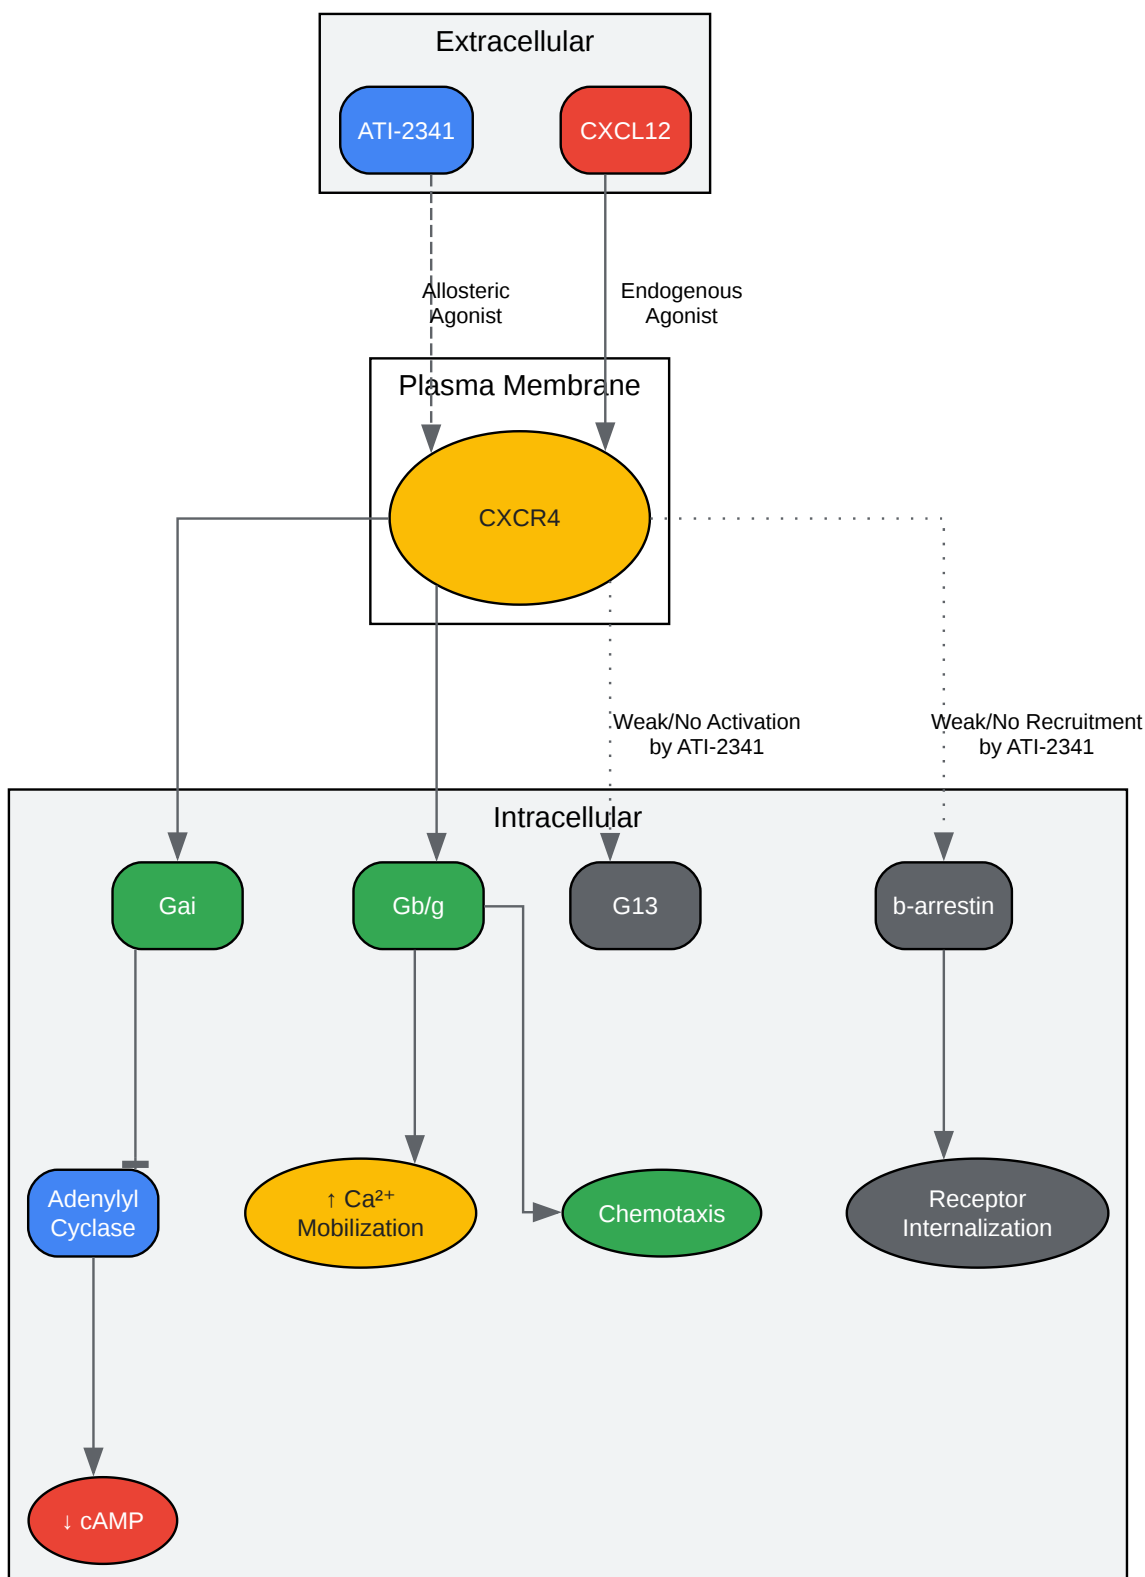 Extracellular
ATI-2341
CXCL12
Allosteric
Agonist
Endogenous
Agonist
Plasma Membrane
CXCR4
Weak/No Activation
by ATI-2341
Weak/No Recruitment
by ATI-2341
Intracellular
Gai
Gb/g
G13
b-arrestin
Adenylyl
Cyclase
↑ Ca²⁺
Mobilization
Chemotaxis
Receptor
Internalization
↓ cAMP